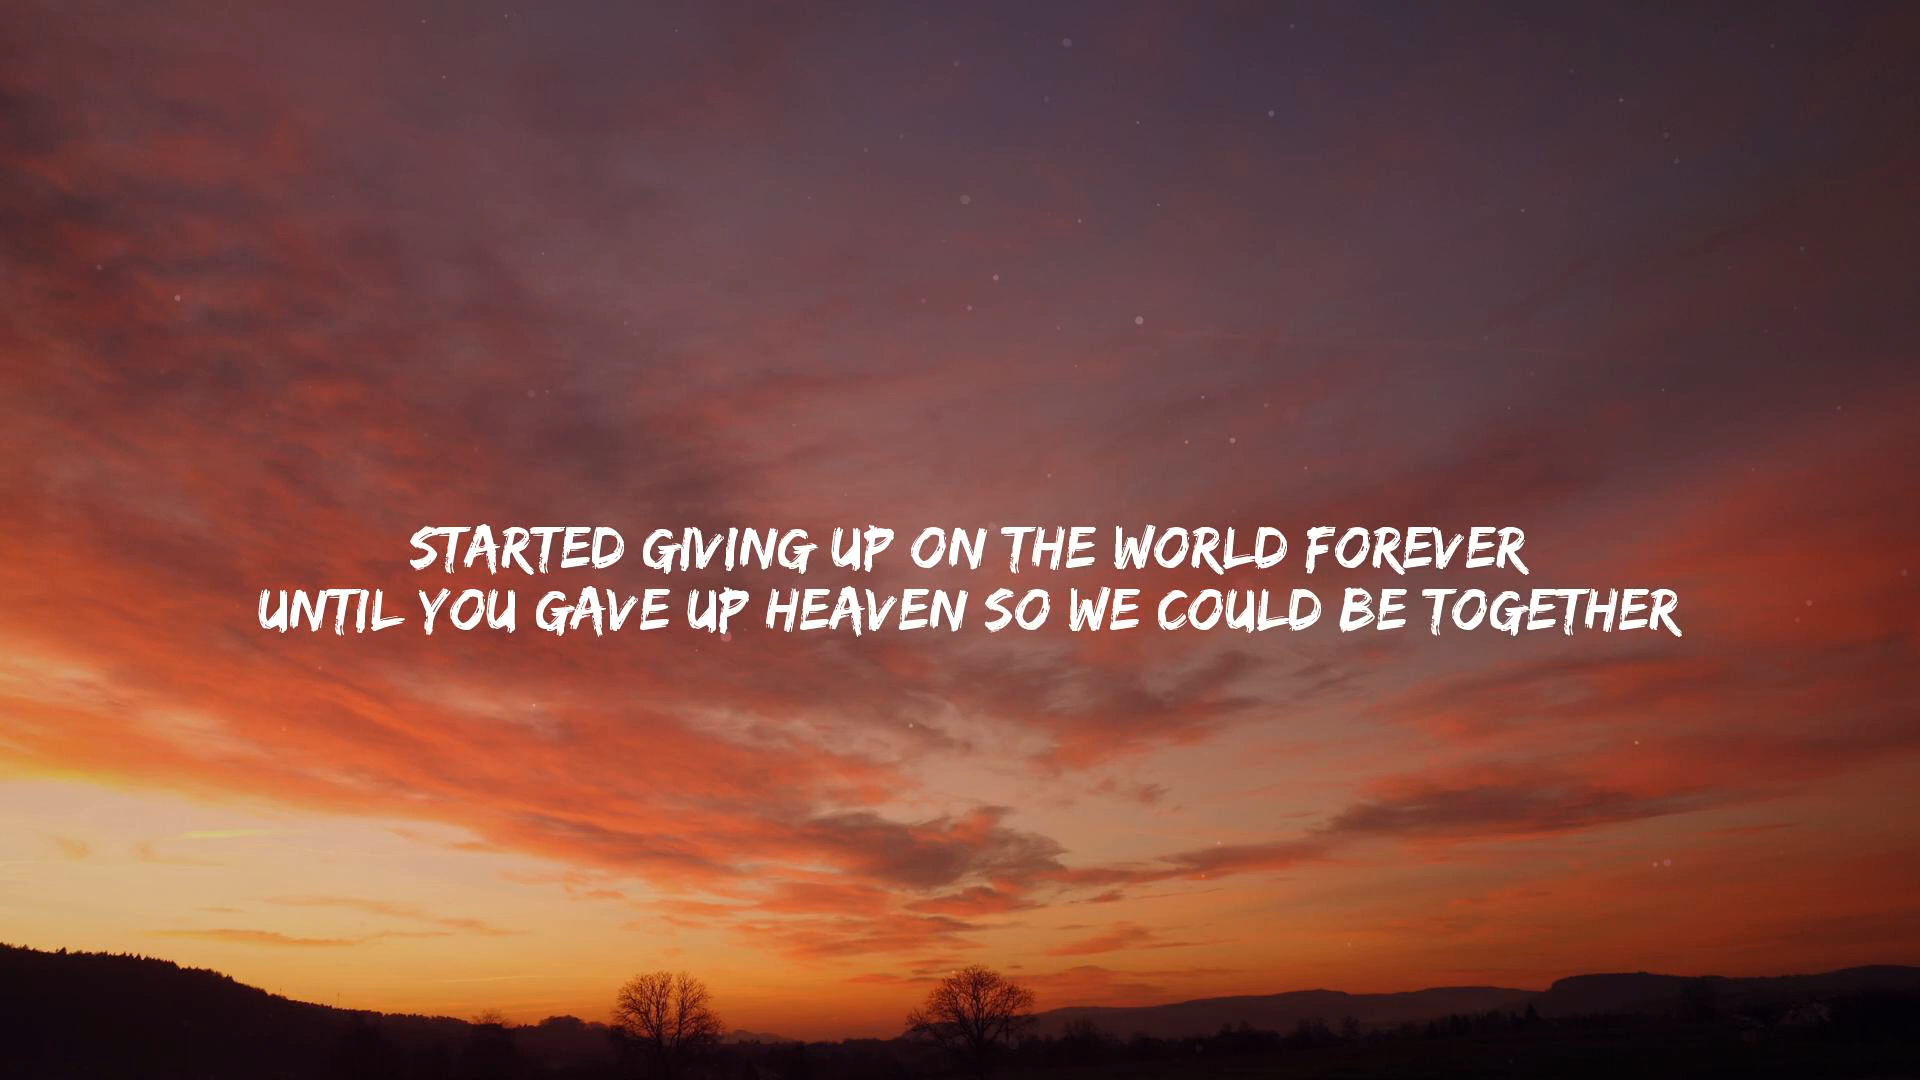 STARTED GIVING UP ON THE WORLD FOREVER
UNTIL YOU GAVE UP HEAVEN SO WE COULD BE TOGETHER